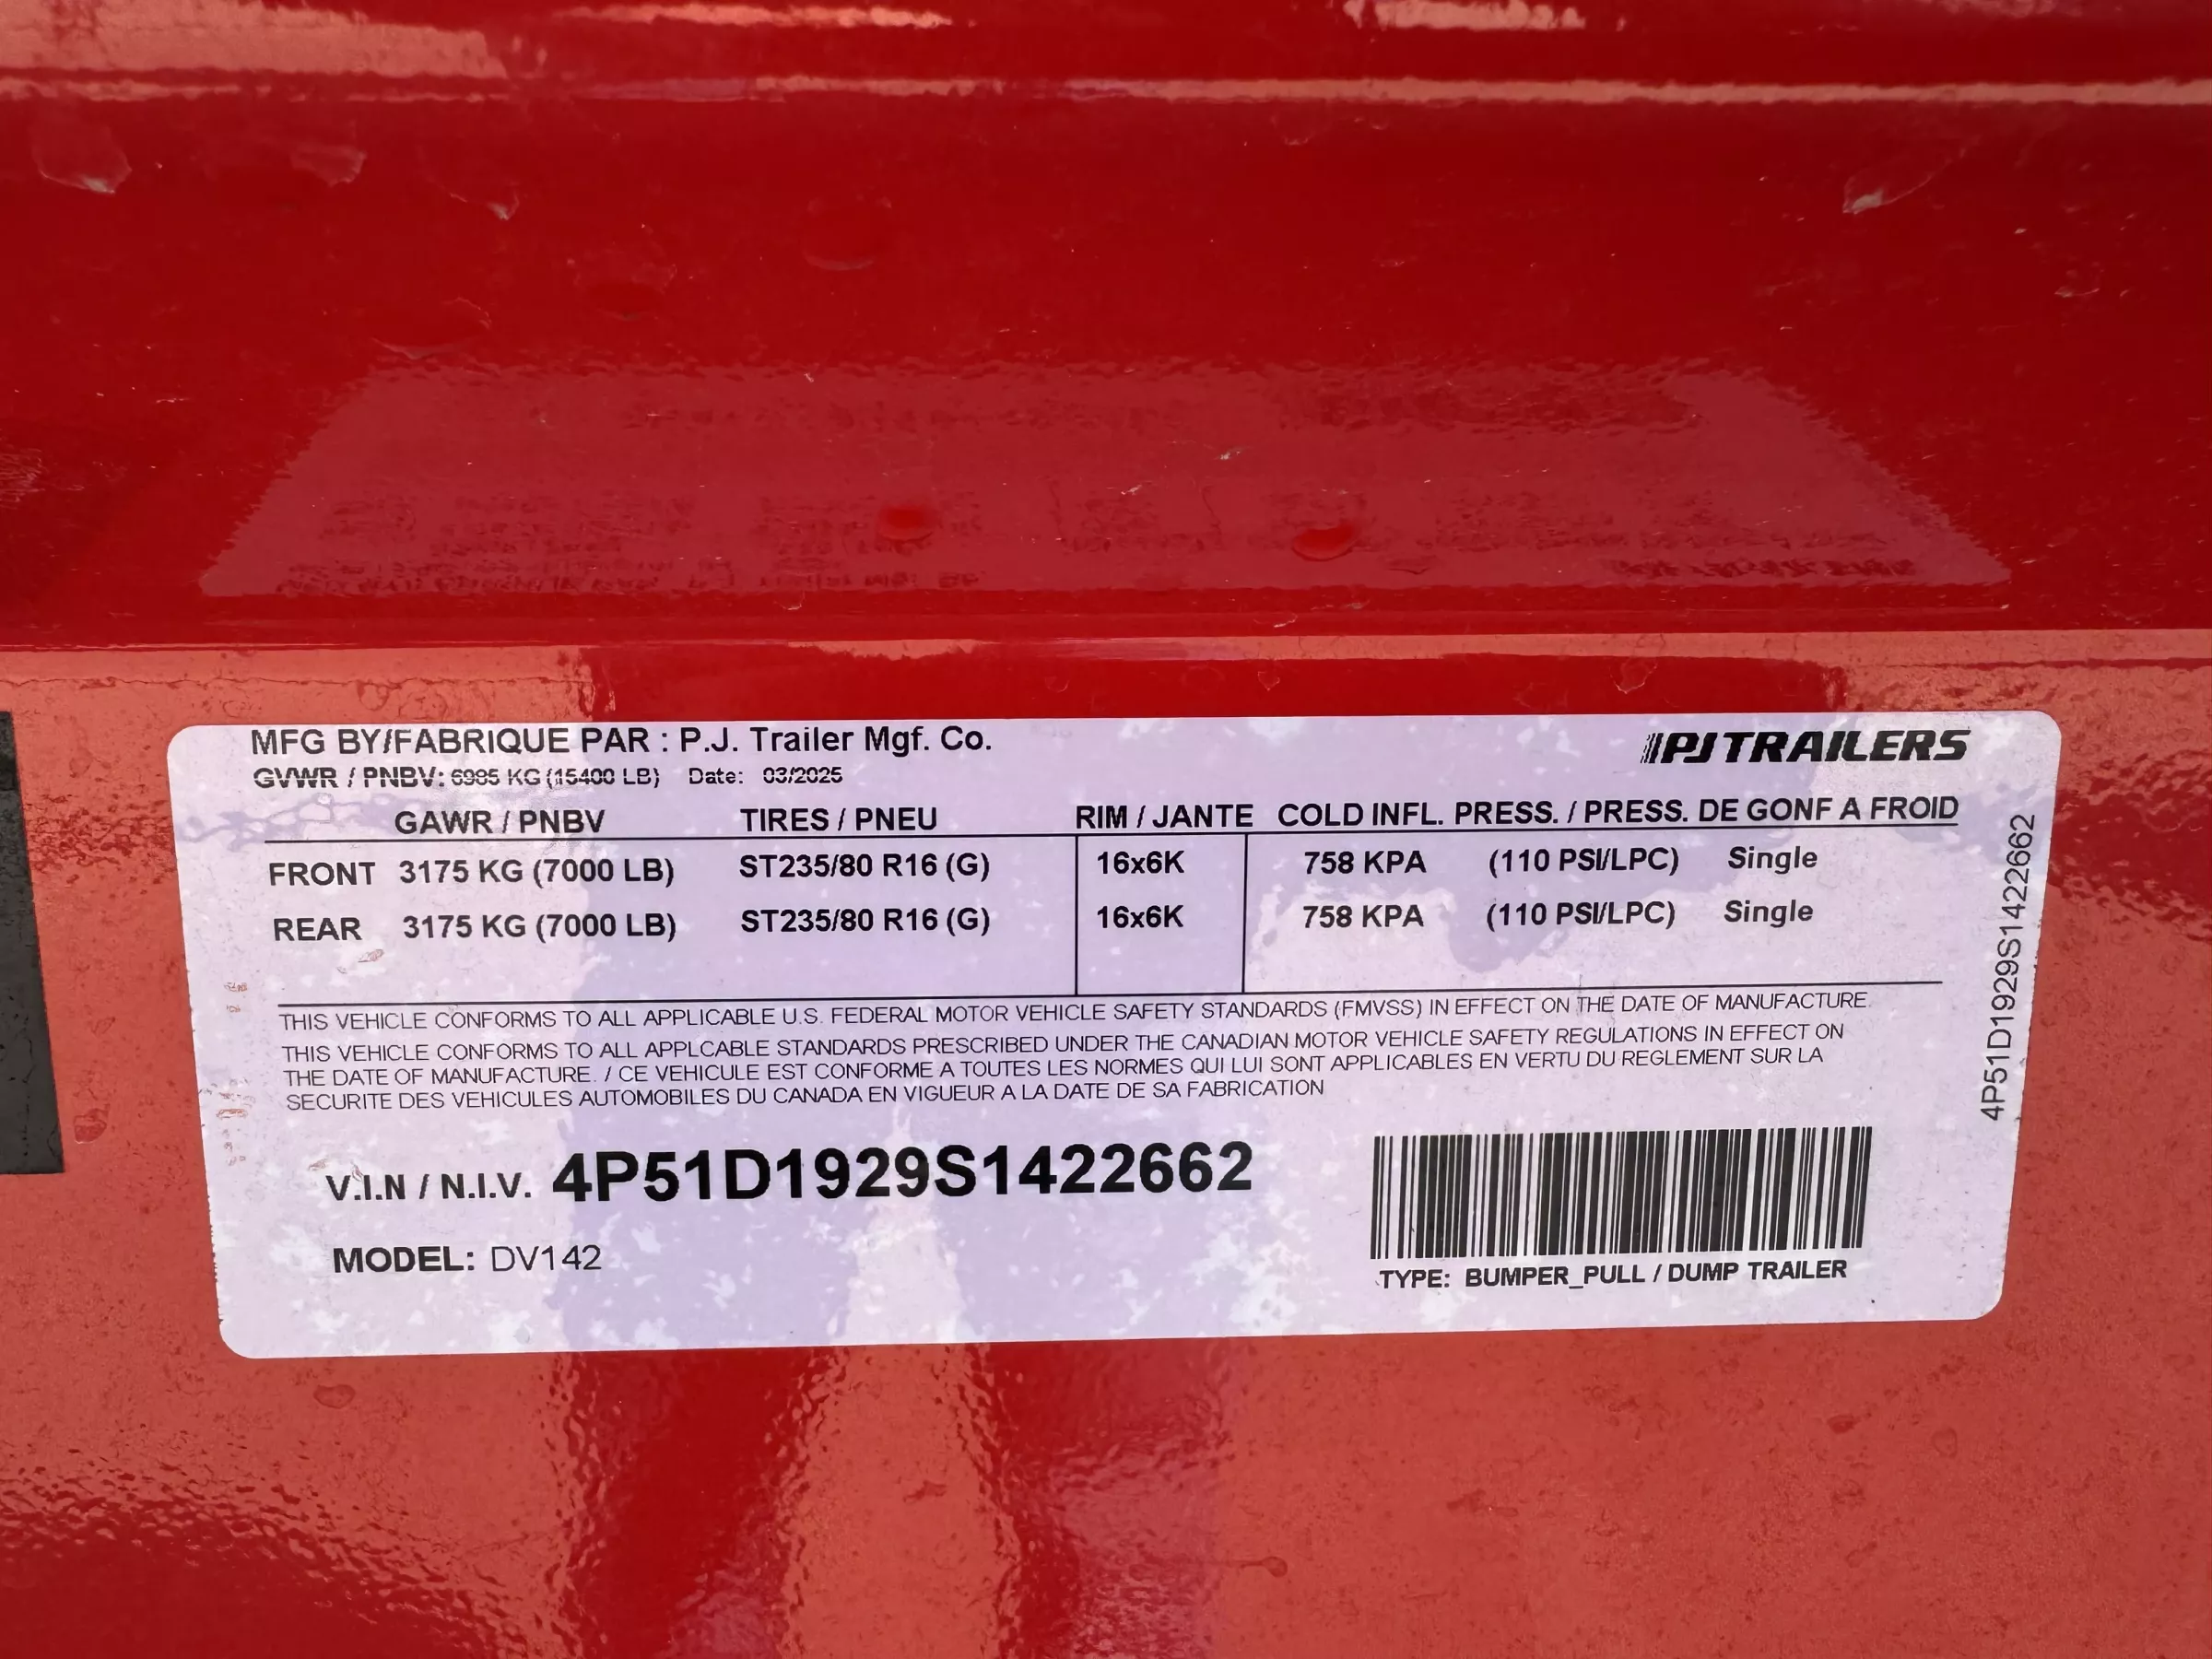 MFG BY/FABRIQUE PAR : P.J. Trailer Mgf. Co.
PJTRAILERS
GVWR / PNBV: 6985 KG (15400 LB) Date: 03/2025
GAWR / PNBV TIRES / PNEU RIM / JANTE COLD INFL. PRESS. / PRESS. DE GONF A FROID
FRONT 3175 KG (7000 LB) ST235/80 R16 (G) 16x6K 758 KPA (110 PSI/LPC) Single
REAR 3175 KG (7000 LB) ST235/80 R16 (G) 16x6K 758 KPA (110 PSI/LPC) Single
THIS VEHICLE CONFORMS TO ALL APPLICABLE U.S. FEDERAL MOTOR VEHICLE SAFETY STANDARDS (FMVSS) IN EFFECT ON THE DATE OF MANUFACTURE.
THIS VEHICLE CONFORMS TO ALL APPLCABLE STANDARDS PRESCRIBED UNDER THE CANADIAN MOTOR VEHICLE SAFETY REGULATIONS IN EFFECT ON
THE DATE OF MANUFACTURE. / CE VEHICULE EST CONFORME A TOUTES LES NORMES QUI LUI SONT APPLICABLES EN VERTU DU REGLEMENT SUR LA
SECURITE DES VEHICULES AUTOMOBILES DU CANADA EN VIGUEUR A LA DATE DE SA FABRICATION
V.I.N / N.I.V. 4P51D1929S1422662
MODEL: DV142
TYPE: BUMPER_PULL / DUMP TRAILER
4P51D1929S1422662